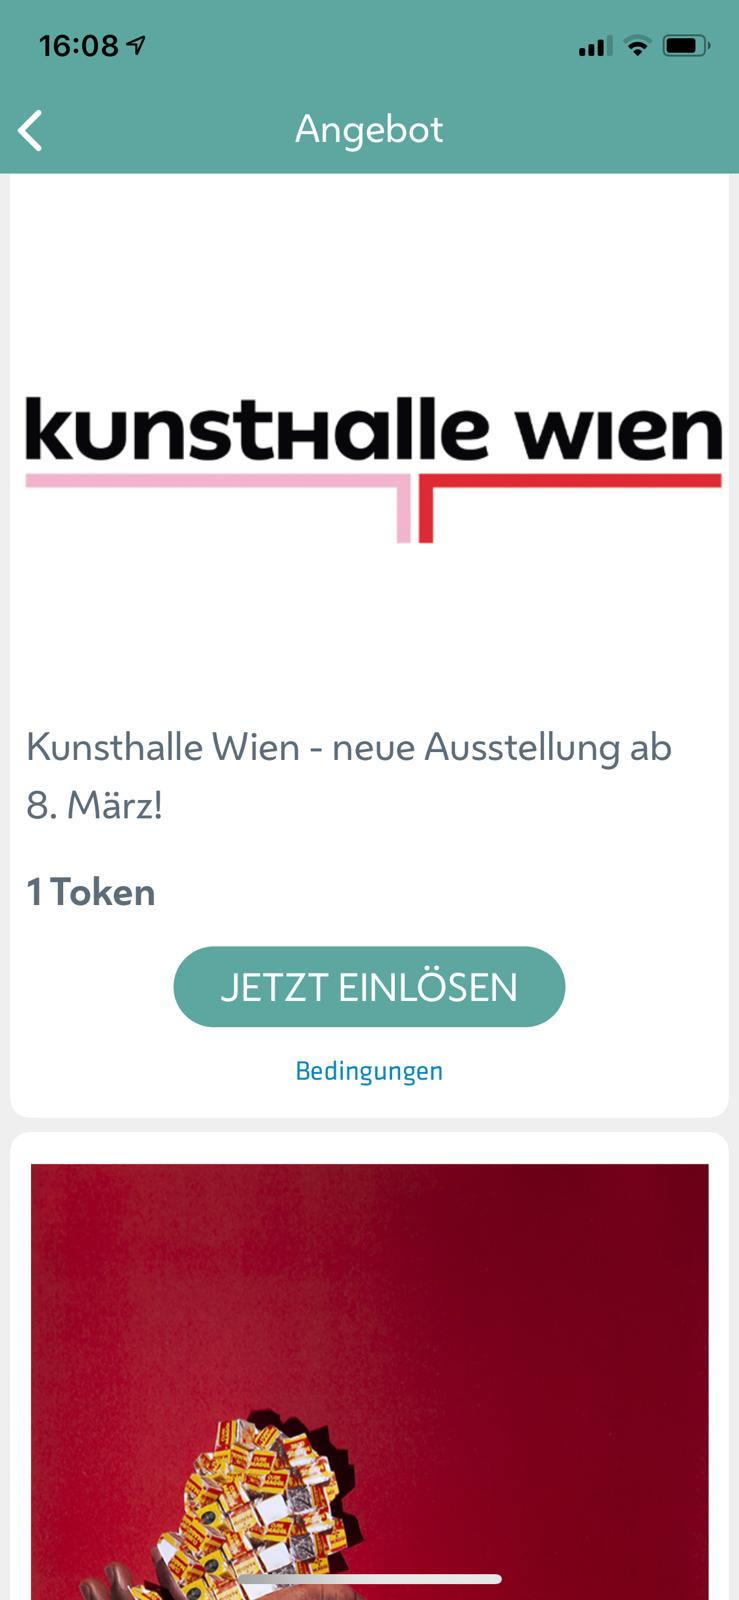 16:08
Angebot
kunsthalle wien
Kunsthalle Wien - neue Ausstellung ab
8. März!
1 Token
JETZT EINLÖSEN
Bedingungen